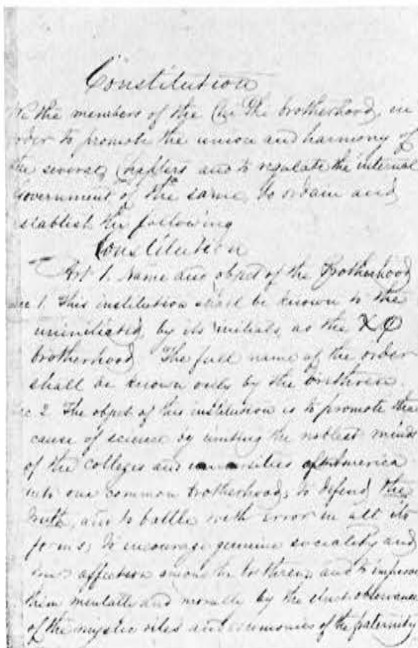 Constitution
We the members of the Chi Phi brotherhood, in
order to promote the union and harmony of
the several Chapters and to regulate the internal
government of the same, do ordain and
establish the following
Constitution
Art 1. Name and object of the Brotherhood
Sec 1. This institution shall be known to the
uninitiated by its initials, as the Χ Φ
brotherhood. The full name of the order
shall be known only by the brethren.
Sec 2. The object of this institution is to promote the
cause of science by uniting the noblest minds
of the colleges and universities of America
into one common brotherhood; to defend the
truth, and to battle with error in all its
forms; to encourage genuine sociality and
affection among the brethren, and to improve
them mentally and morally by the strict observance
of the mystic rites and ceremonies of the fraternity